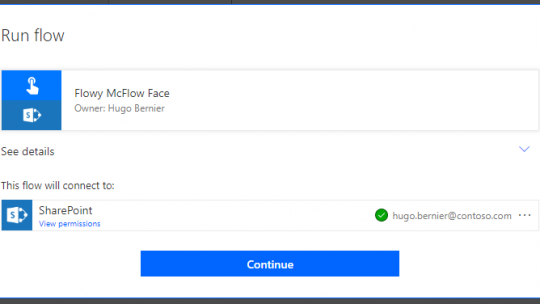 Run flow
Flowy McFlow Face
Owner: Hugo Bernier
See details
This flow will connect to:
SharePoint
View permissions
hugo.bernier@contoso.com
Continue